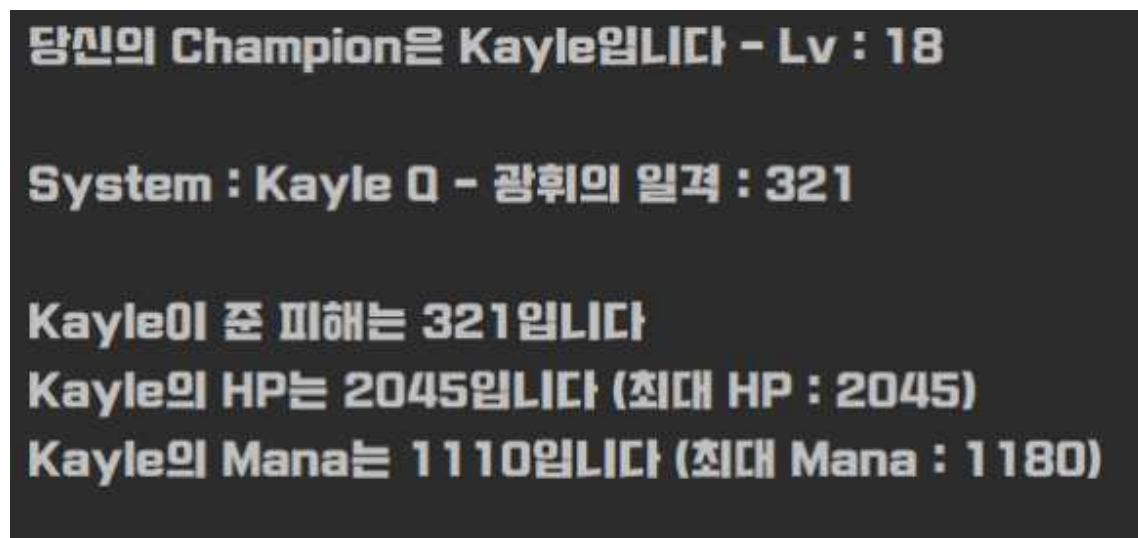 당신의 Champion은 Kayle입니다 - Lv : 18
System : Kayle Q - 광휘의 일격 : 321
Kayle이 준 피해는 321입니다
Kayle의 HP는 2045입니다 (최대 HP : 2045)
Kayle의 Mana는 1110입니다 (최대 Mana : 1180)